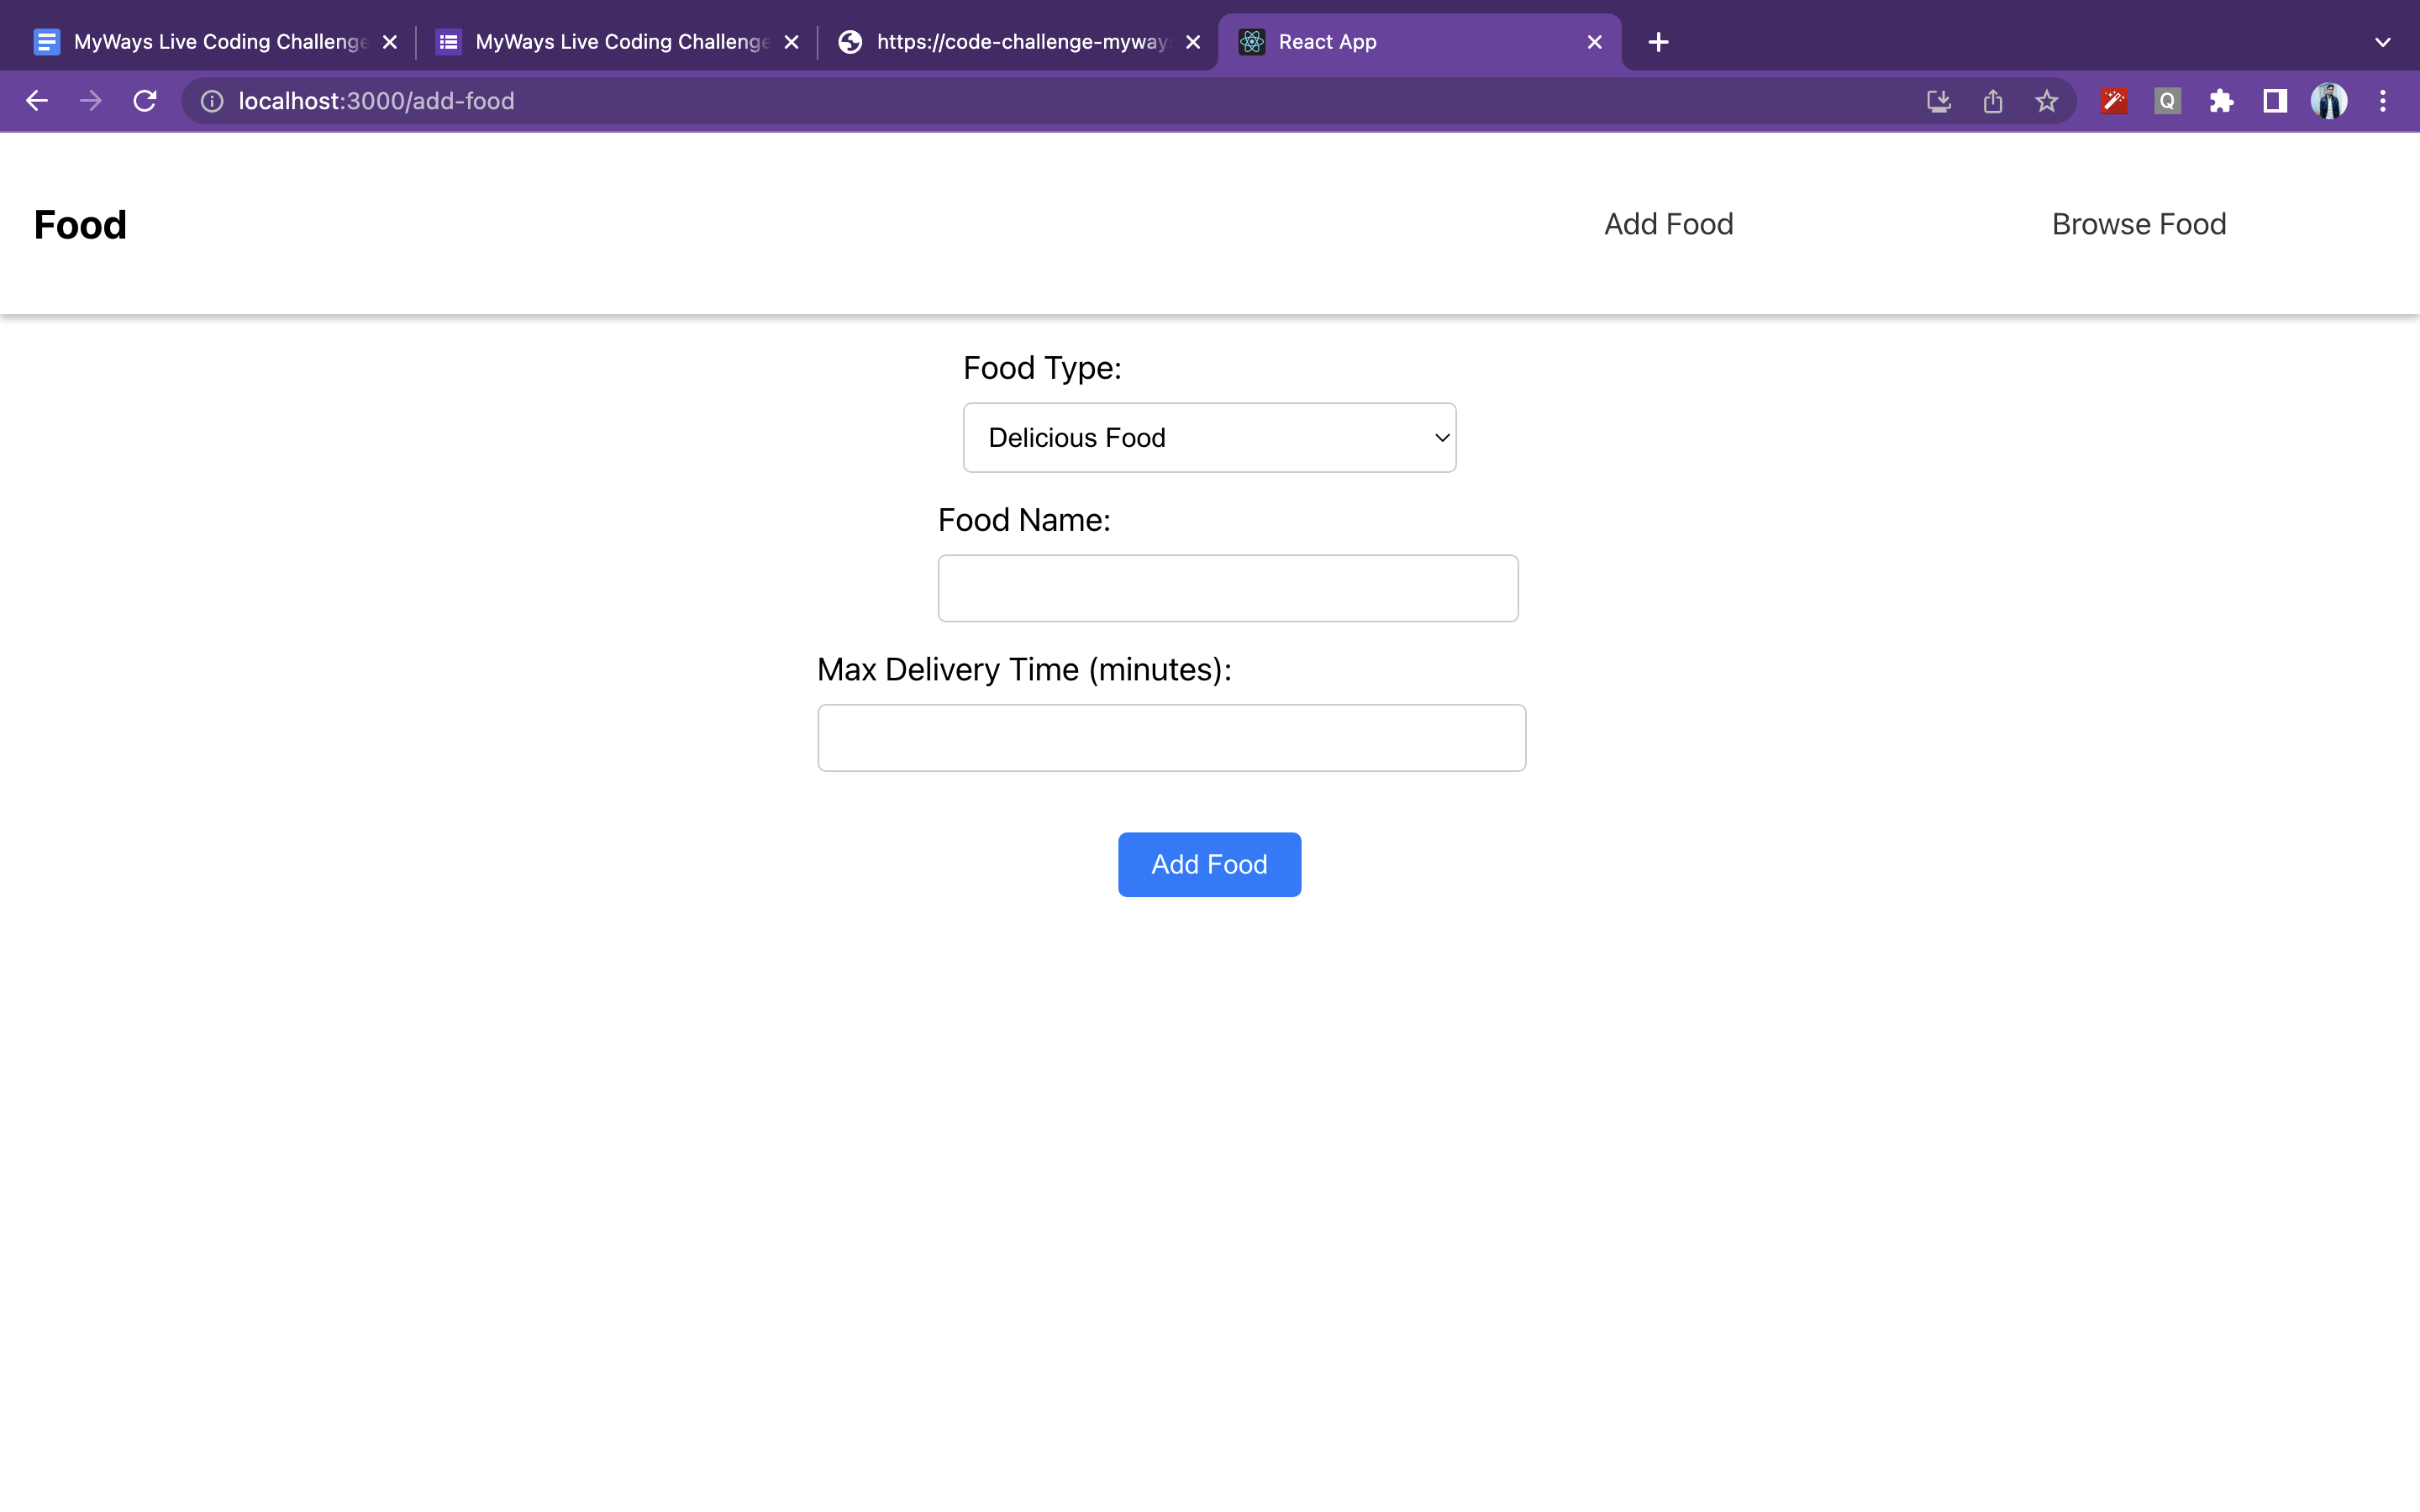 MyWays Live Coding Challenge
MyWays Live Coding Challenge
https://code-challenge-myways
React App
localhost:3000/add-food
Q
Food
Add Food
Browse Food
Food Type:
Delicious Food
Food Name:
Max Delivery Time (minutes):
Add Food